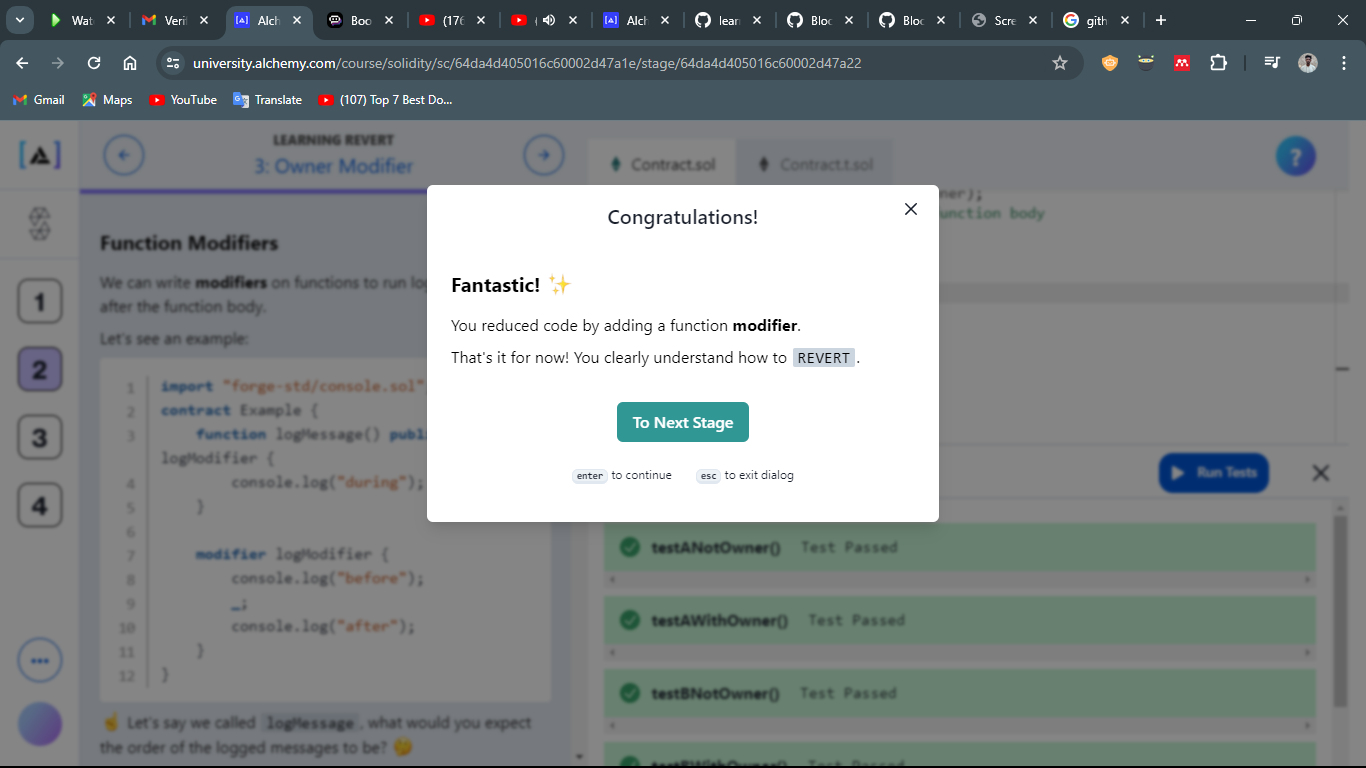 Wat
Veri
Alch
Boo
(176
(
Alch
lear
Bloc
Bloc
Scre
gith
university.alchemy.com/course/solidity/sc/64da4d405016c60002d47a1e/stage/64da4d405016c60002d47a22
Gmail
Maps
YouTube
Translate
(107) Top 7 Best Do...
LEARNING REVERT
3: Owner Modifier
Contract.sol
Contract.t.sol
?
ner);
unction body
Function Modifiers
We can write modifiers on functions to run log
after the function body.
Let's see an example:
1
2
3
4
1 import "forge-std/console.sol"
2 contract Example {
3 function logMessage() publi
logModifier {
4 console.log("during");
5 }
6
7 modifier logModifier {
8 console.log("before");
9 _;
10 console.log("after");
11 }
12 }
☝ Let's say we called logMessage, what would you expect
the order of the logged messages to be? 🤔
Congratulations!
Fantastic! ✨
You reduced code by adding a function modifier.
That's it for now! You clearly understand how to REVERT.
To Next Stage
enter to continue
esc to exit dialog
Run Tests
testANotOwner() Test Passed
testAWithOwner() Test Passed
testBNotOwner() Test Passed
testBWithOwner() Test Passed